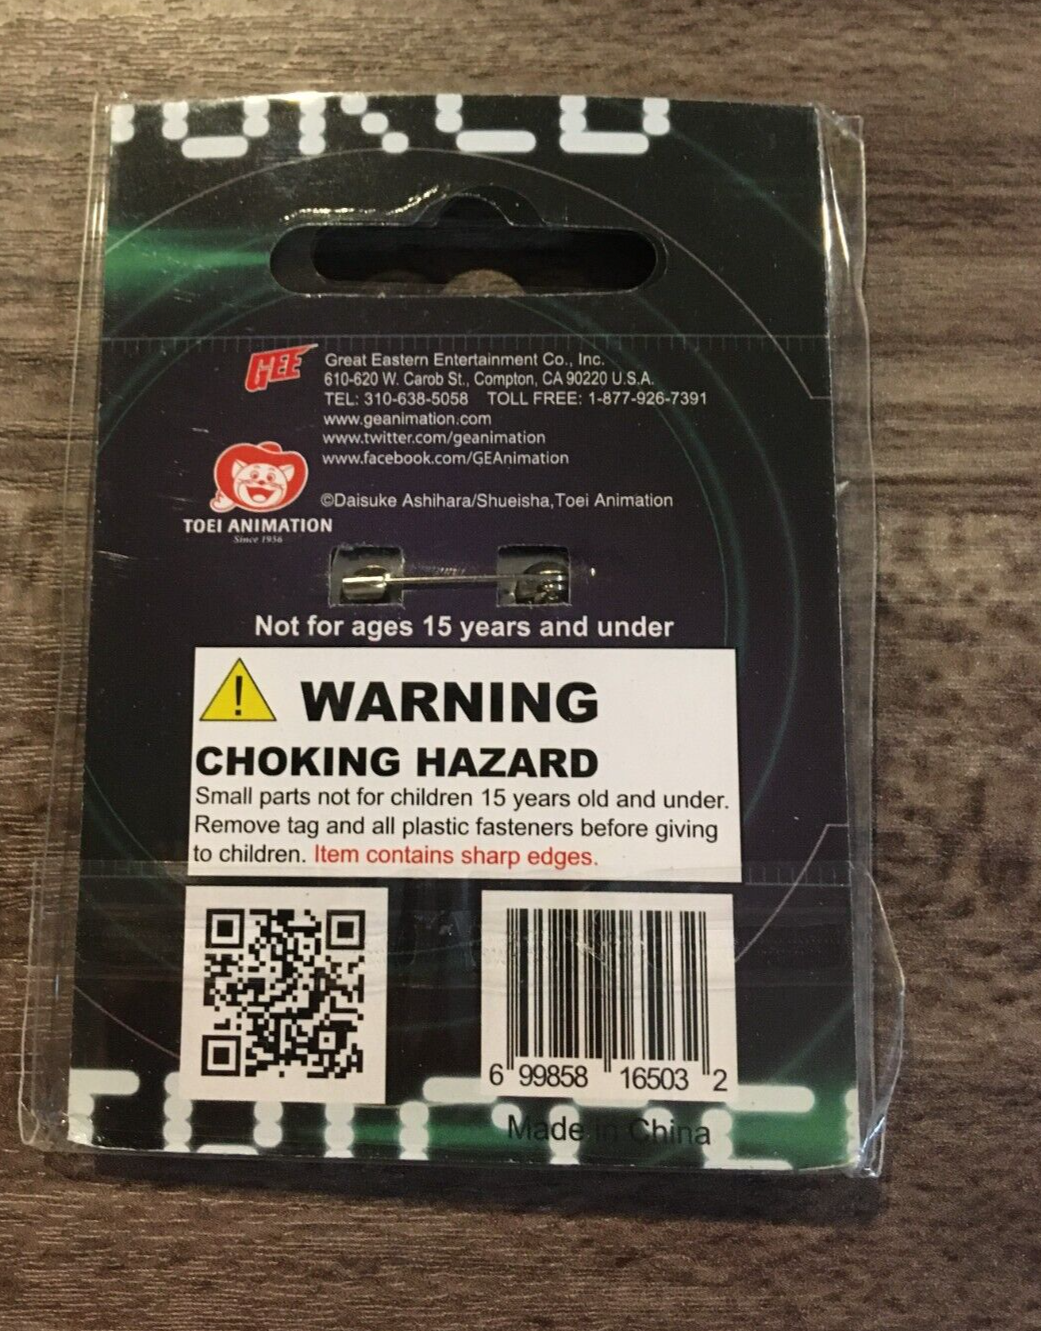 GEE
Great Eastern Entertainment Co., Inc.
610-620 W. Carob St., Compton, CA 90220 U.S.A.
TEL: 310-638-5058 TOLL FREE: 1-877-926-7391
www.geanimation.com
www.twitter.com/geanimation
www.facebook.com/GEAnimation
©Daisuke Ashihara/Shueisha,Toei Animation
TOEI ANIMATION
Since 1956
Not for ages 15 years and under
WARNING
CHOKING HAZARD
Small parts not for children 15 years old and under.
Remove tag and all plastic fasteners before giving
to children. Item contains sharp edges.
6 99858 16503 2
Made in China